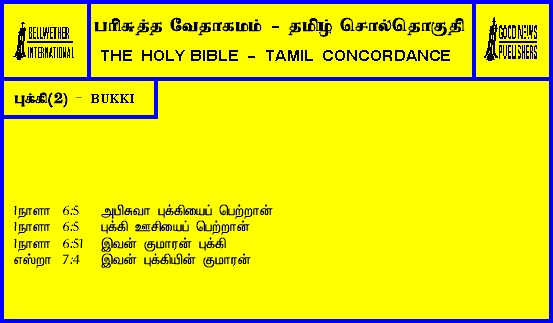 BELLWETHER
INTERNATIONAL
பரிசுத்த வேதாகமம் - தமிழ் சொல்தொகுதி
THE HOLY BIBLE - TAMIL CONCORDANCE
GOOD NEWS
PUBLISHERS
புக்கி(2) - BUKKI
1நாளா 6:5 அபிசுவா புக்கியைப் பெற்றான்
1நாளா 6:5 புக்கி ஊசியைப் பெற்றான்
1நாளா 6:51 இவன் குமாரன் புக்கி
எஸ்றா 7:4 இவன் புக்கியின் குமாரன்